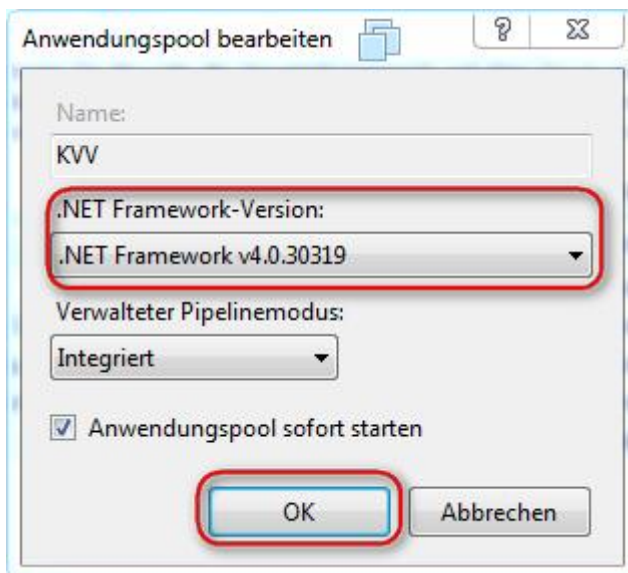 Anwendungspool bearbeiten
Name:
KVV
.NET Framework-Version:
.NET Framework v4.0.30319
Verwalteter Pipelinemodus:
Integriert
Anwendungspool sofort starten
OK Abbrechen